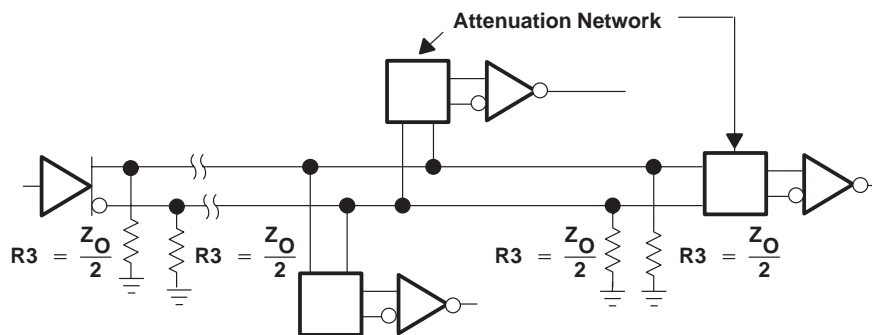 Attenuation Network
R3 = Z_O/2
R3 = Z_O/2
R3 = Z_O/2
R3 = Z_O/2